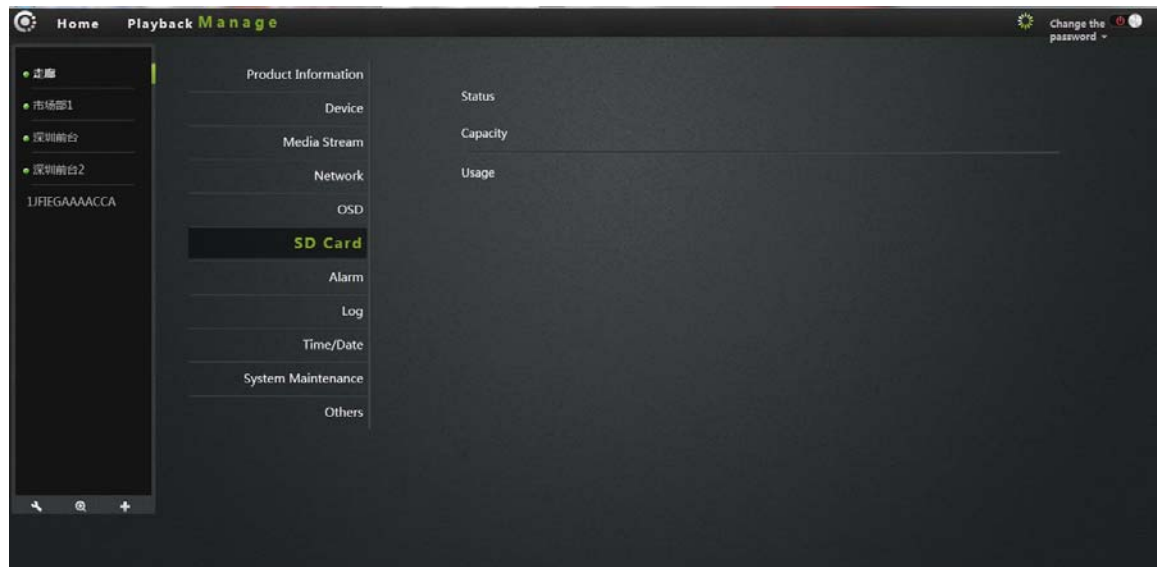 Home Playback Manage
Change the
password
走廊
市场部1
深圳前台
深圳前台2
1JFIEGAAAACCA
Product Information
Device
Media Stream
Network
OSD
SD Card
Alarm
Log
Time/Date
System Maintenance
Others
Status
Capacity
Usage